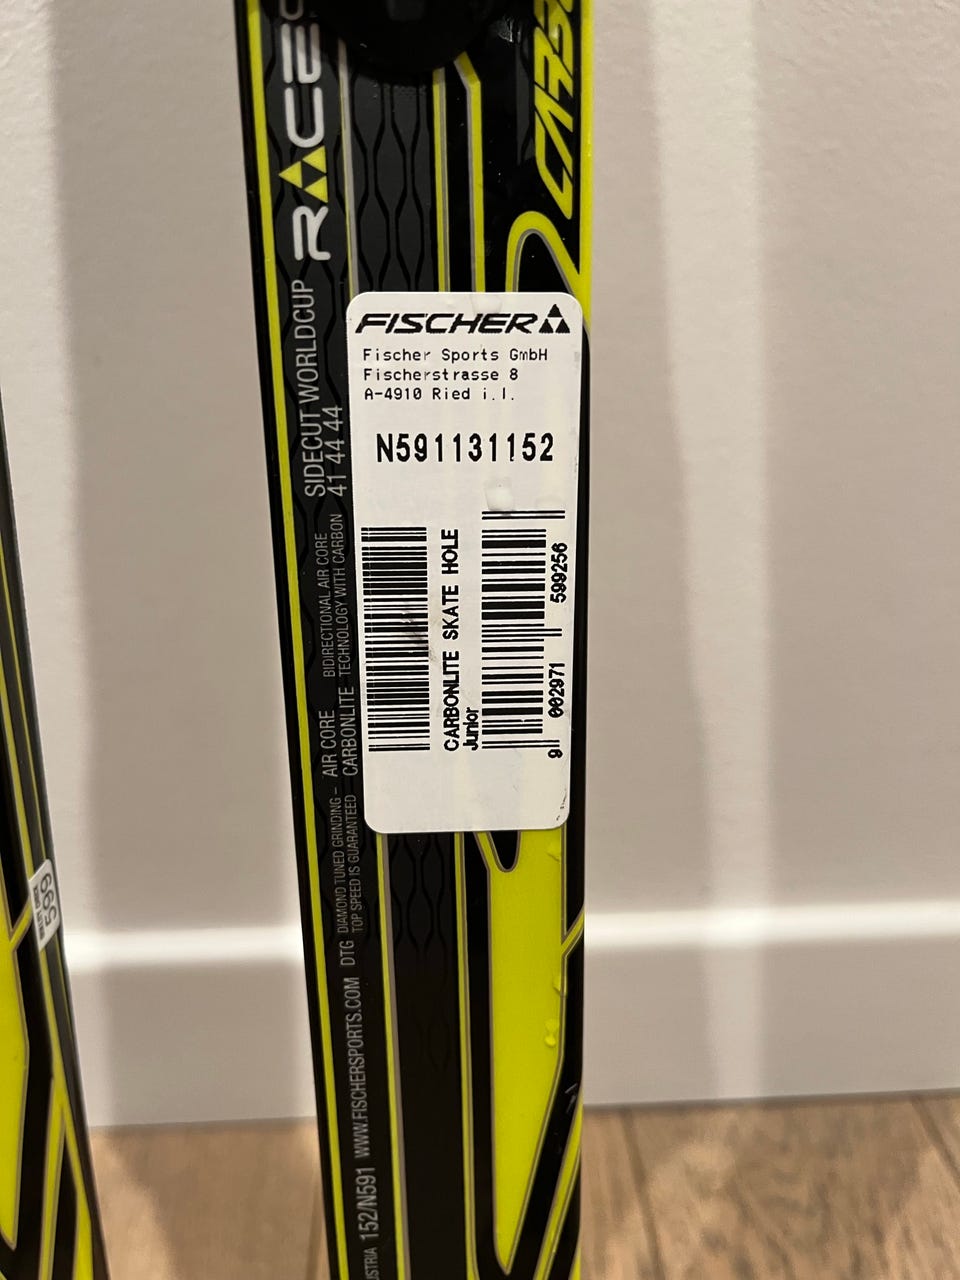 RACE
SIDECUT WORLDCUP
41 44 44
AIR CORE BIDIRECTIONAL AIR CORE
CARBONLITE TECHNOLOGY WITH CARBON
DTG DIAMOND TUNED GRINDING -
TOP SPEED IS GUARANTEED
152/N591 WWW.FISCHERSPORTS.COM
FISCHER
Fischer Sports GmbH
Fischerstrasse 8
A-4910 Ried i.I.
N591131152
CARBONLITE SKATE HOLE
Junior
9 002971 599256
599